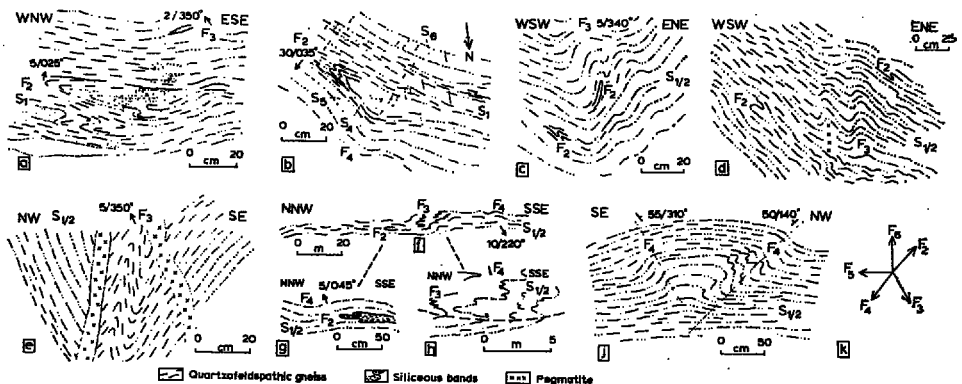 WNW
2/350°
ESE
F3
5/025°
F2
S1
0 20
cm
a
F2
30/035°
S6
N
S5
S4
S1
F4
0 20
cm
b
WSW
F3 5/340°
ENE
F2
S1/2
F2
0 20
cm
c
WSW
ENE
0 25
cm
F2
F2
S1/2
F3
d
NW
S1/2
5/350°
F3
SE
0 20
cm
e
NNW
F3
F4
SSE
S1/2
F2
f
10/220°
0 20
m
NNW
5/045°
SSE
F4
F2
S1/2
0 50
cm
g
NNW
F4
SSE
F3
S1/2
0 5
m
h
SE
55/310°
50/140°
NW
F4
F4
S1/2
0 50
cm
j
F6
F2
F5
F4
F3
k
Quartzofeldspathic gneiss
Siliceous bands
Pegmatite